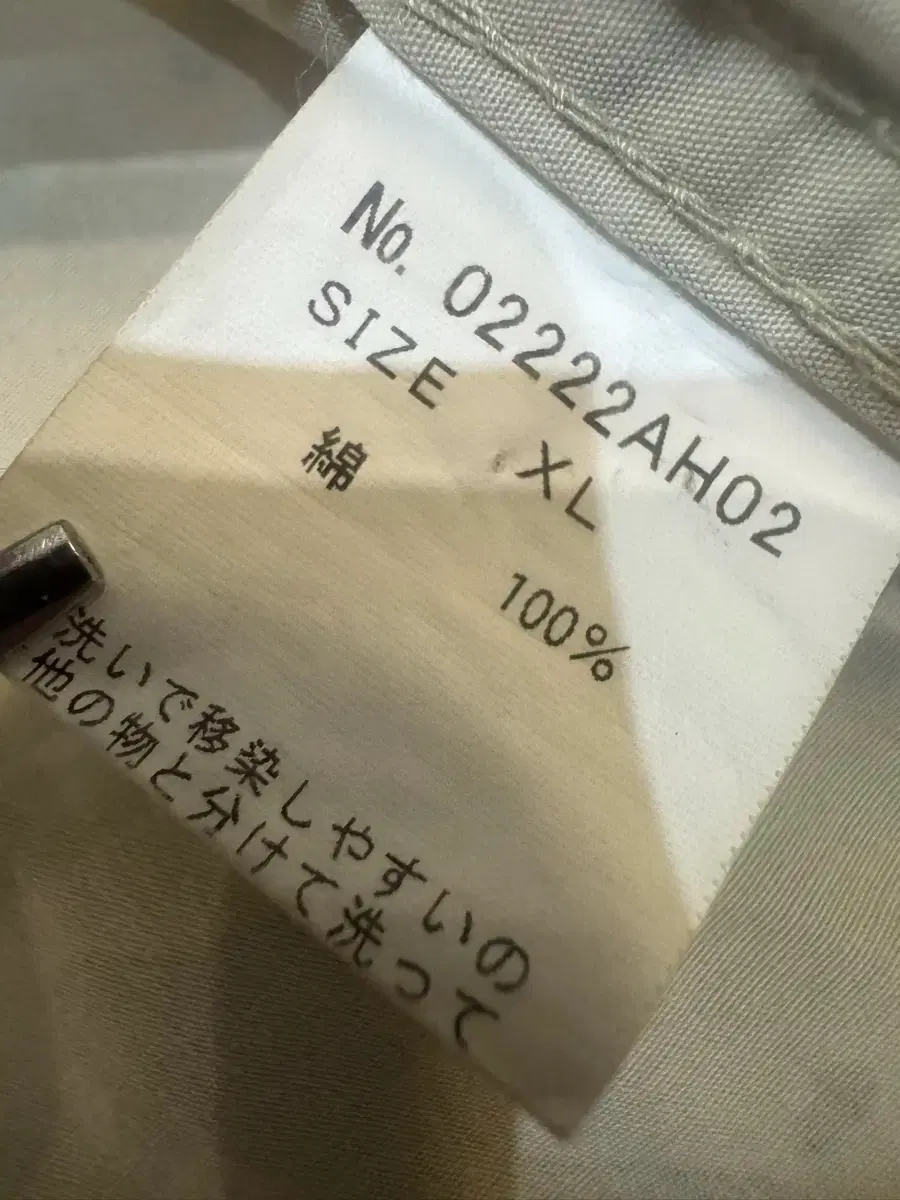 No. 02222AH02
SIZE XL
綿 100%
洗いで移染しやすいの
他の物と分けて洗って